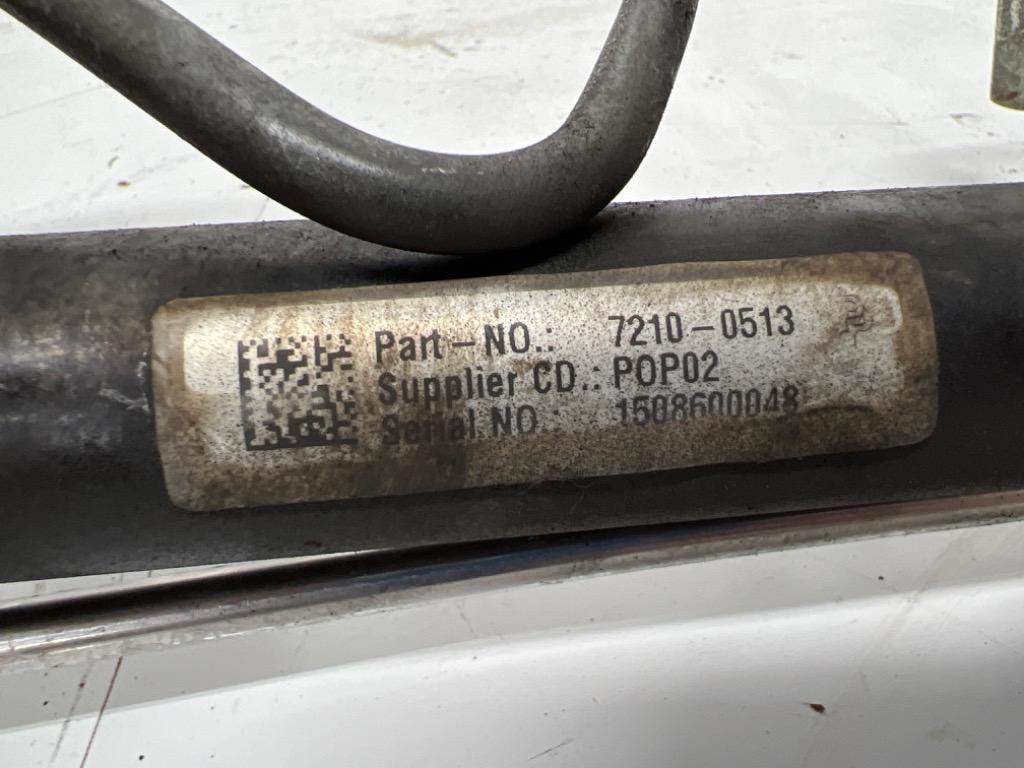 Part-NO.: 7210-0513
Supplier CD.: POP02
Serial NO.: 1508600048